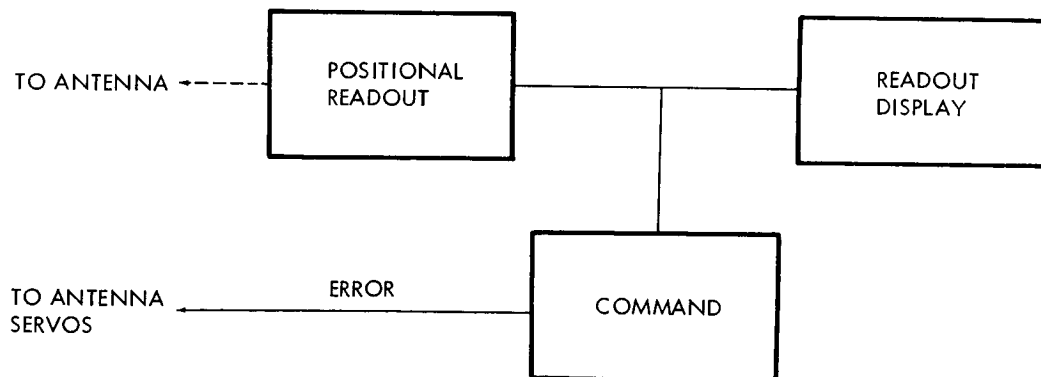 TO ANTENNA
POSITIONAL
READOUT
READOUT
DISPLAY
TO ANTENNA
SERVOS
ERROR
COMMAND